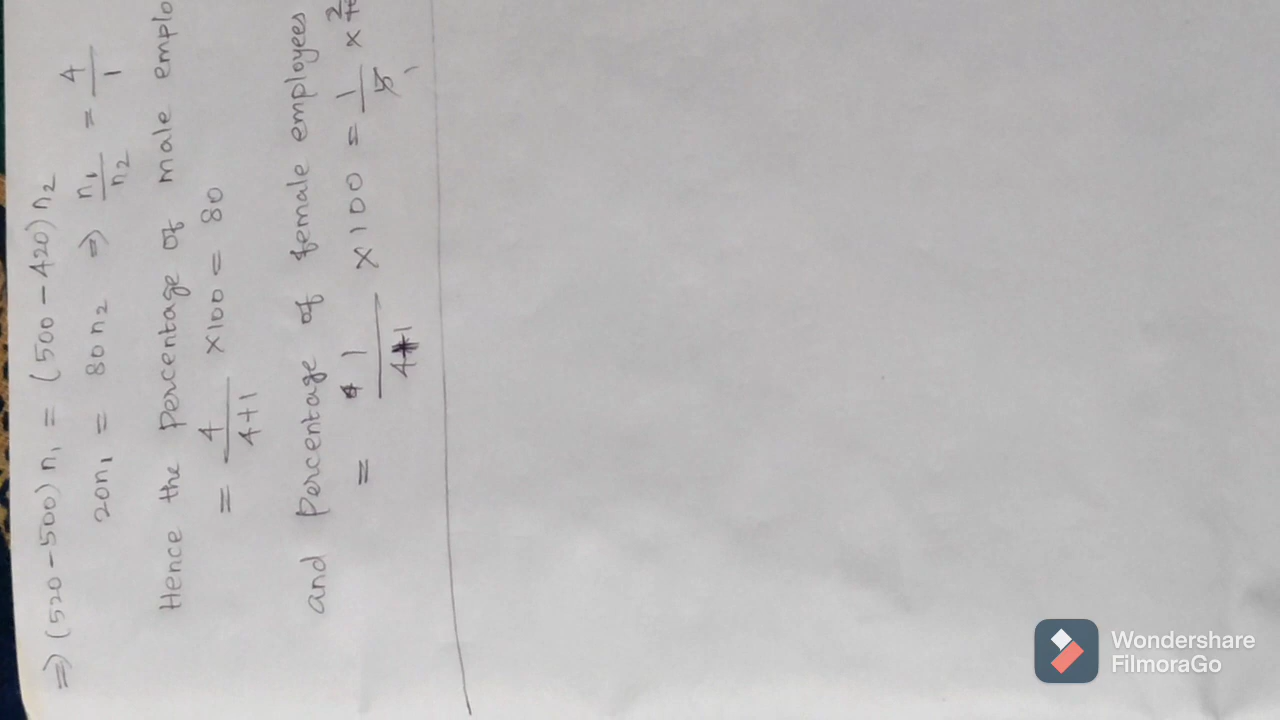 ⇒ (520-500) n₁ = (500-420) n₂
20n₁ = 80n₂ ⇒ n₁/n₂ = 4/1
Hence the Percentage of male emplo
= 4/4+1 ×100 = 80
and Percentage of female employees
= 1/4+1 ×100 = 1/5 ×
Wondershare
FilmoraGo